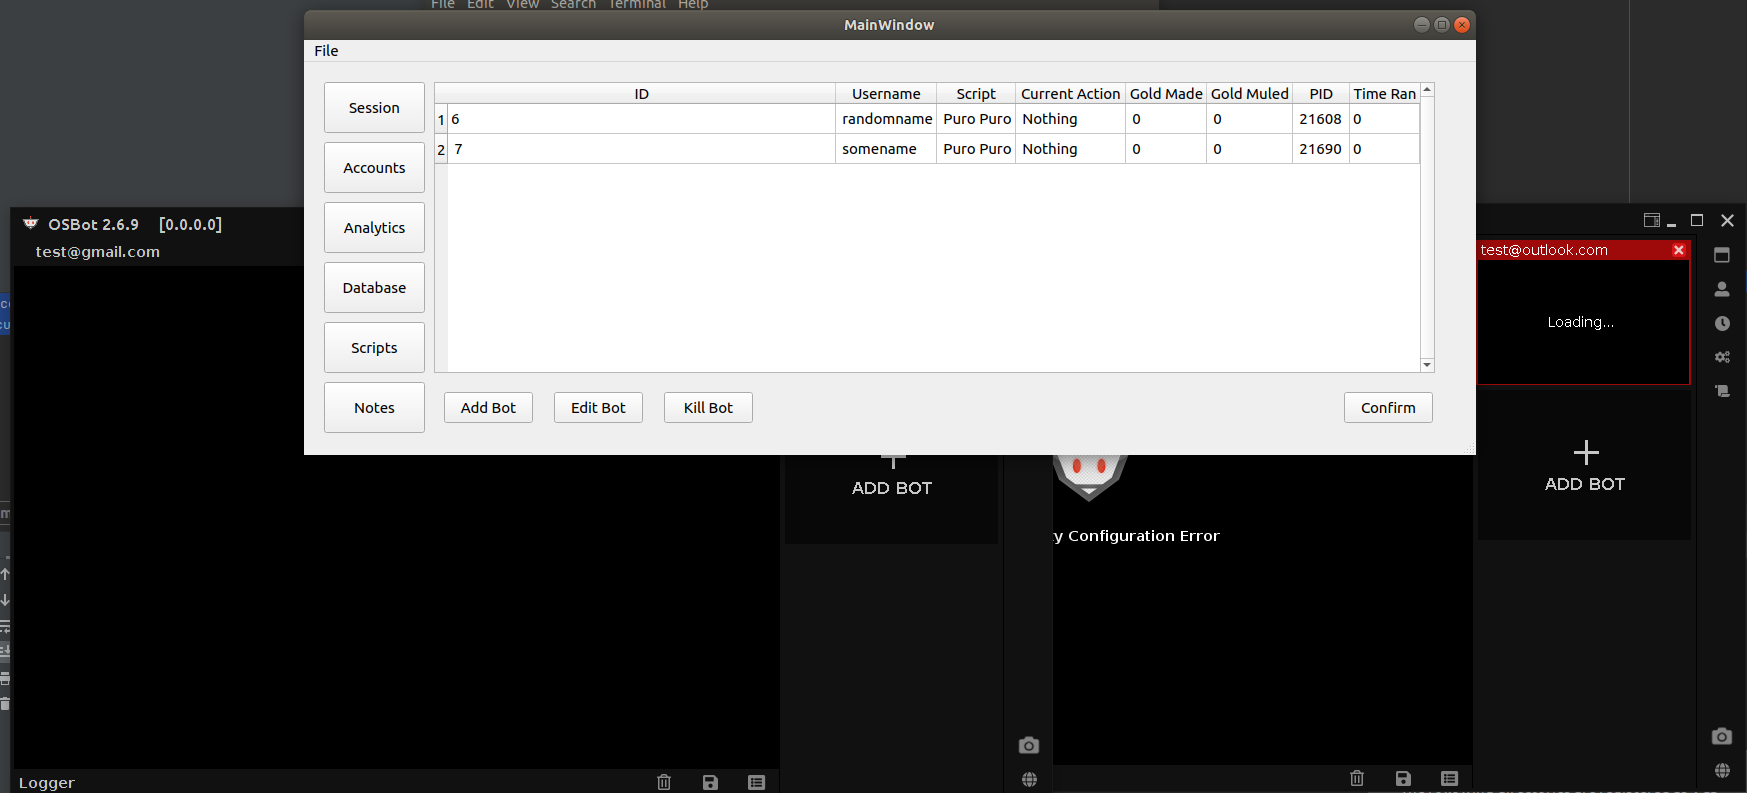 File Edit View Search Terminal Help
MainWindow
File
Session
Accounts
Analytics
Database
Scripts
Notes
ID Username Script Current Action Gold Made Gold Muled PID Time Ran
1 6 randomname Puro Puro Nothing 0 0 21608 0
2 7 somename Puro Puro Nothing 0 0 21690 0
Add Bot Edit Bot Kill Bot Confirm
OSBot 2.6.9 [0.0.0.0]
test@gmail.com
test@outlook.com
Loading...
ADD BOT
ADD BOT
y Configuration Error
Logger